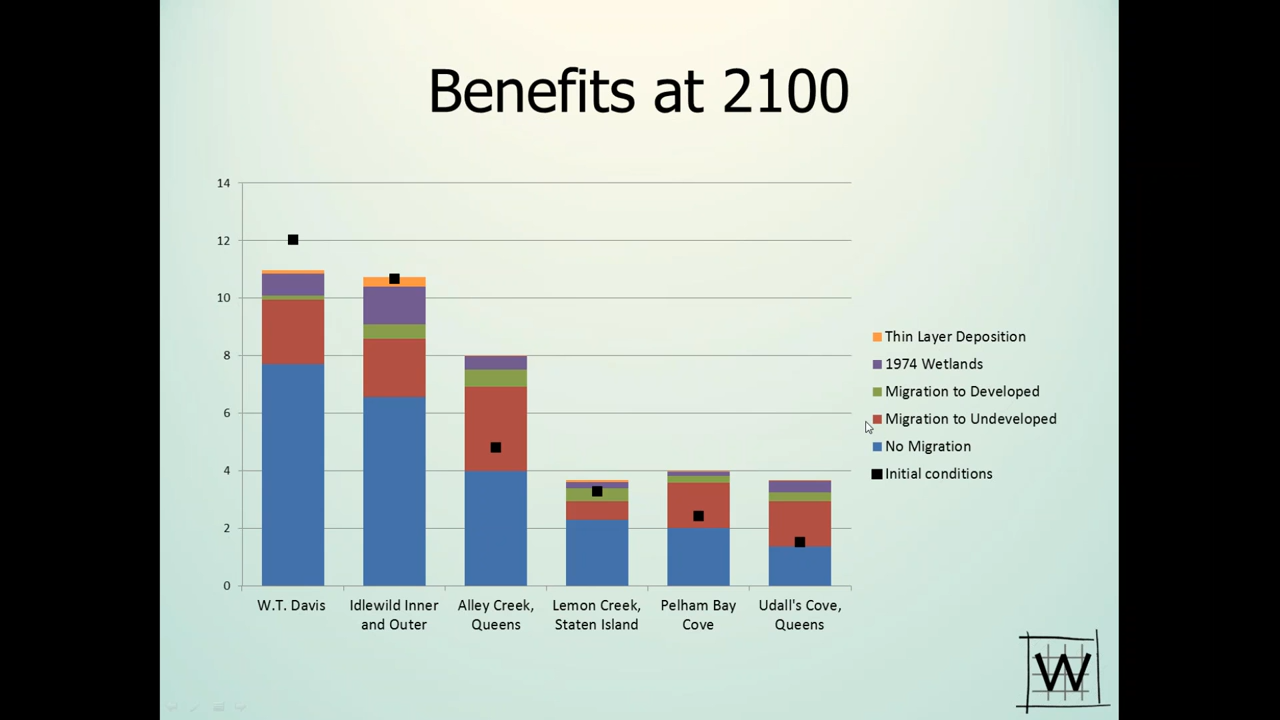 Benefits at 2100
14
12
10
8
6
4
2
0
W.T. Davis
Idlewild Inner
and Outer
Alley Creek,
Queens
Lemon Creek,
Staten Island
Pelham Bay
Cove
Udall's Cove,
Queens
Thin Layer Deposition
1974 Wetlands
Migration to Developed
Migration to Undeveloped
No Migration
Initial conditions
W